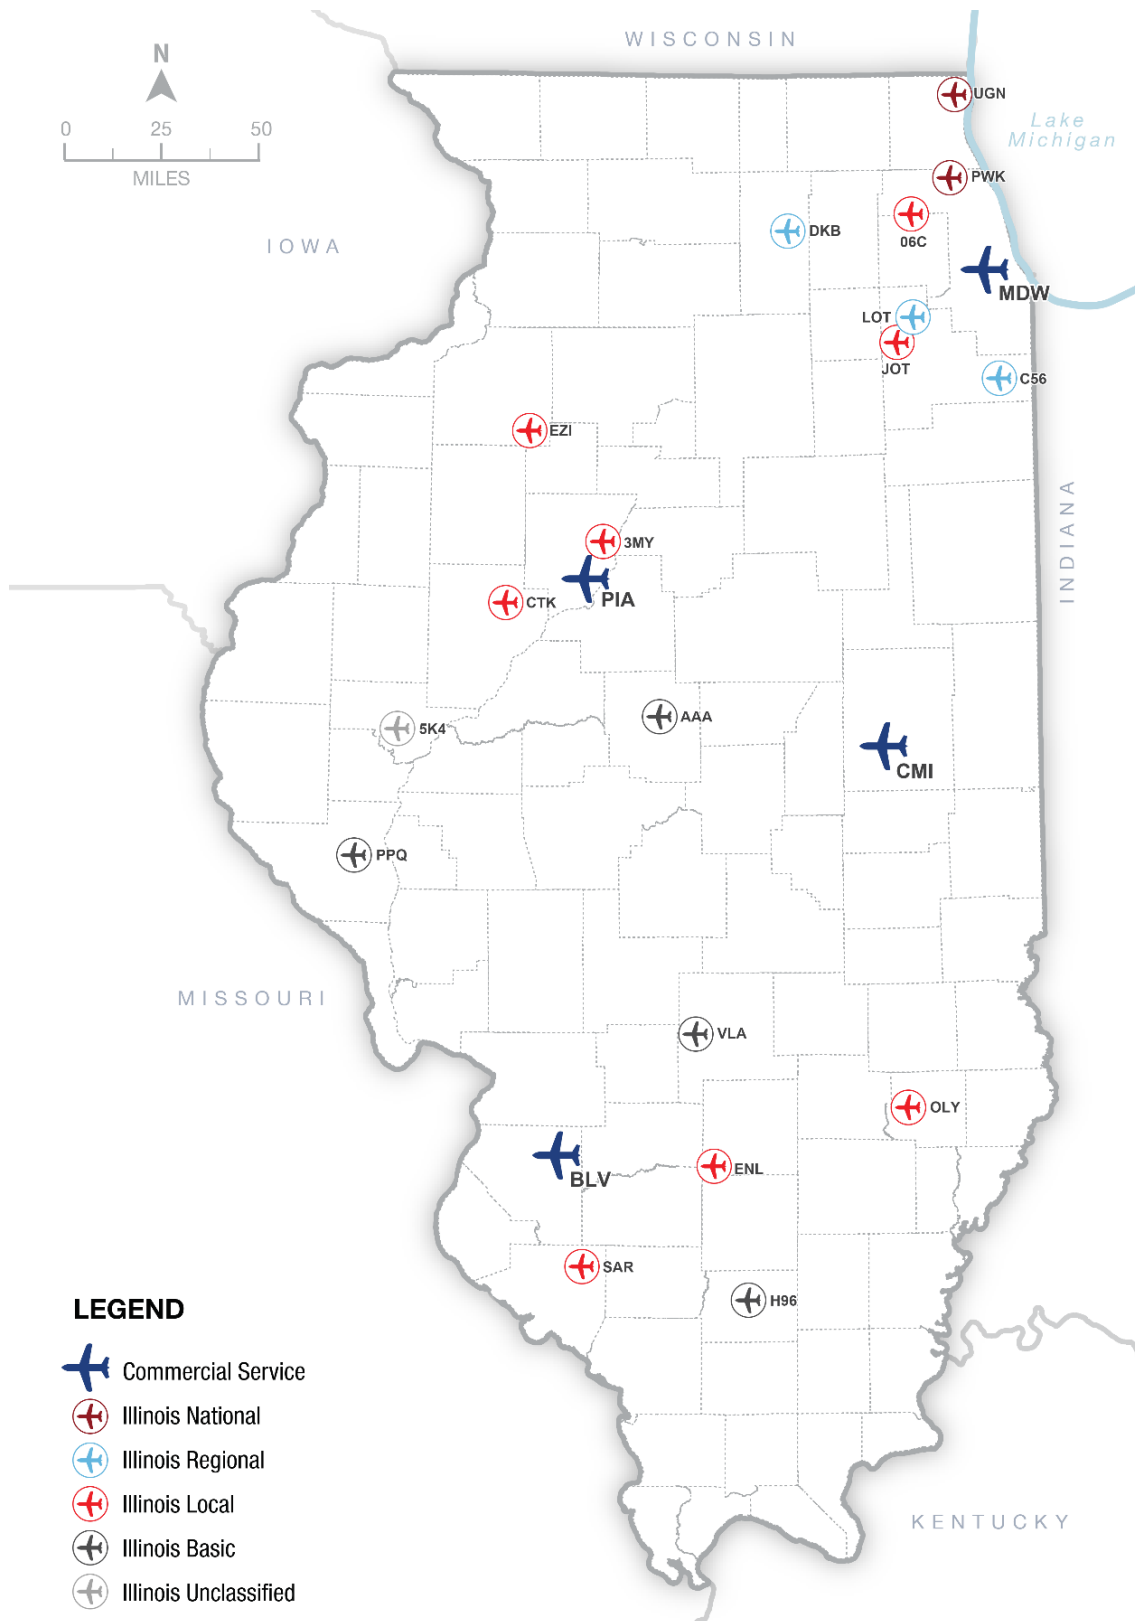 WISCONSIN
N
0 25 50
MILES
UGN
Lake
Michigan
PWK
IOWA
DKB
06C
MDW
LOT
JOT
C56
EZI
INDIANA
3MY
PIA
CTK
AAA
5K4
CMI
PPQ
MISSOURI
VLA
OLY
ENL
BLV
SAR
H96
LEGEND
Commercial Service
Illinois National
Illinois Regional
Illinois Local
KENTUCKY
Illinois Basic
Illinois Unclassified